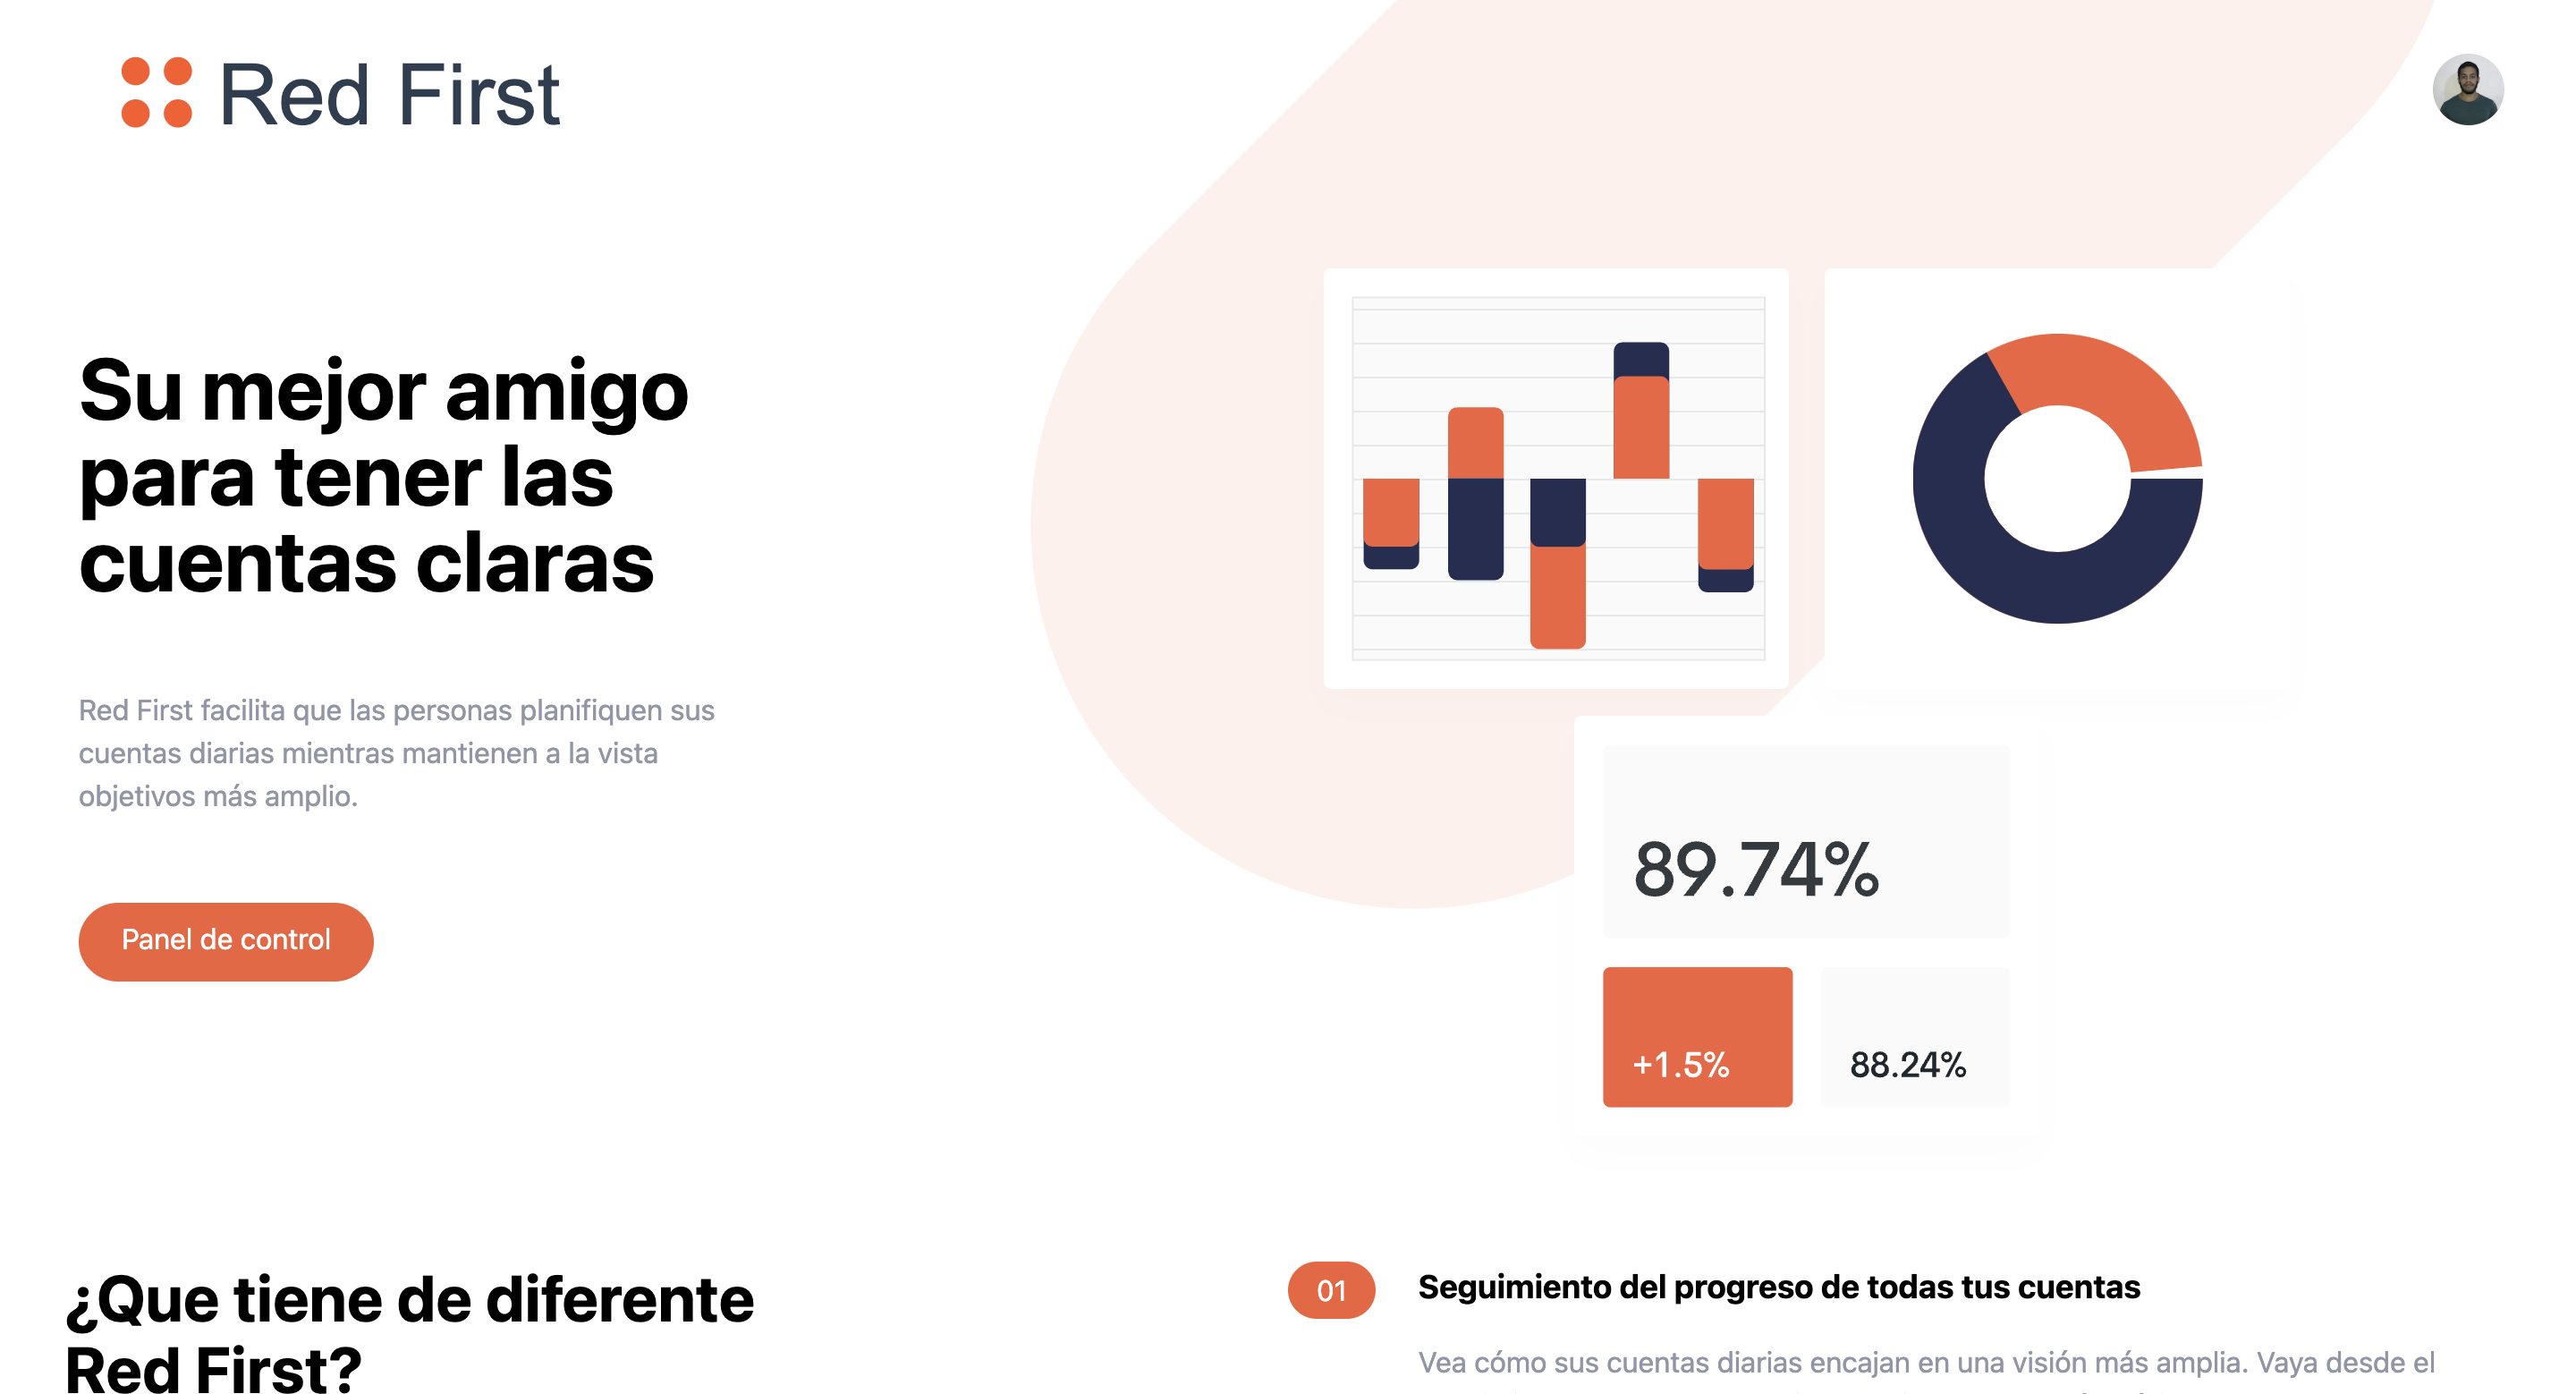 Red First
Su mejor amigo
para tener las
cuentas claras
Red First facilita que las personas planifiquen sus
cuentas diarias mientras mantienen a la vista
objetivos más amplio.
Panel de control
89.74%
+1.5%
88.24%
¿Que tiene de diferente
Red First?
01
Seguimiento del progreso de todas tus cuentas
Vea cómo sus cuentas diarias encajan en una visión más amplia. Vaya desde el